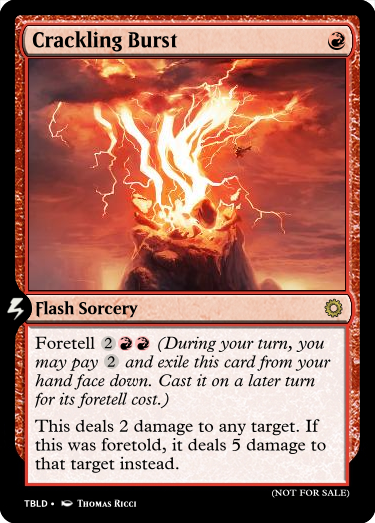 Crackling Burst
Flash Sorcery
Foretell 2 (During your turn, you
may pay 2 and exile this card from your
hand face down. Cast it on a later turn
for its foretell cost.)
This deals 2 damage to any target. If
this was foretold, it deals 5 damage to
that target instead.
(NOT FOR SALE)
TBLD • Thomas Ricci